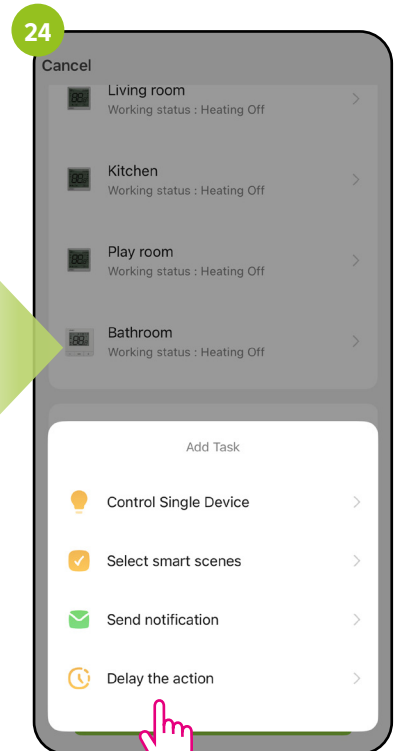 24
Cancel
Living room
Working status : Heating Off
Kitchen
Working status : Heating Off
Play room
Working status : Heating Off
Bathroom
Working status : Heating Off
Add Task
Control Single Device
Select smart scenes
Send notification
Delay the action